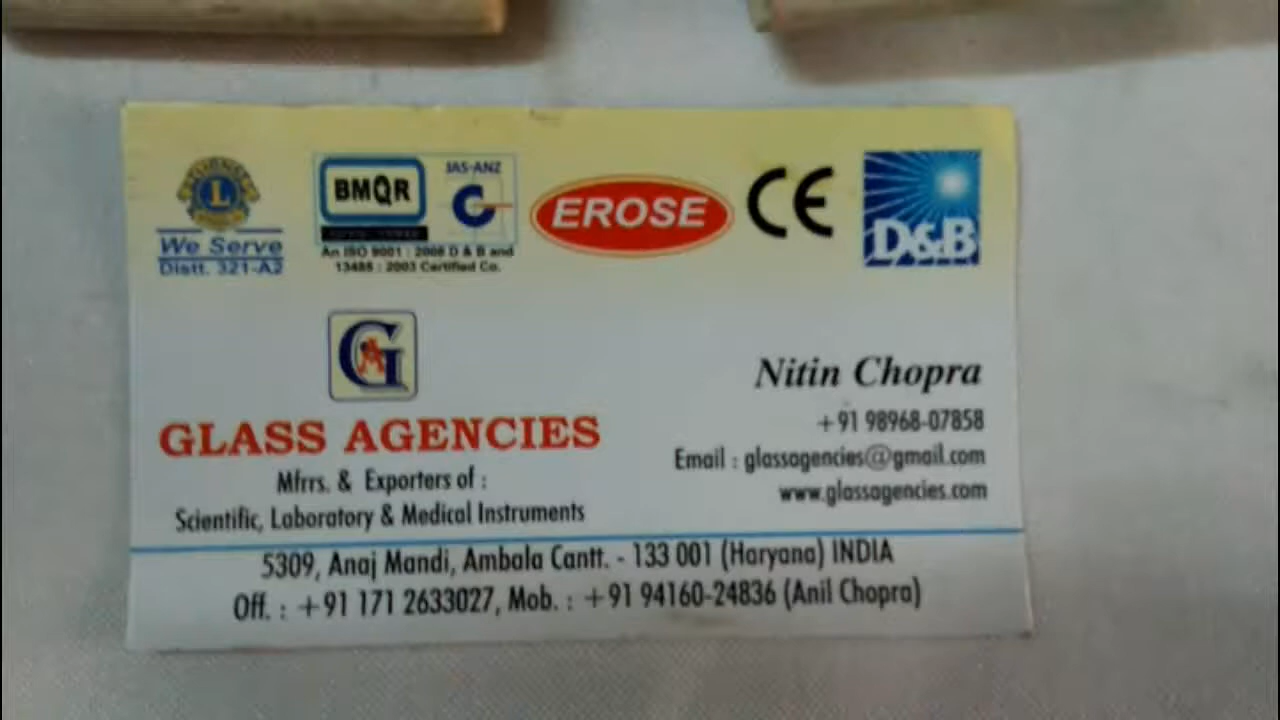 L
We Serve
Distt. 321-A2
BMQR
JAS-ANZ
An ISO 9001 : 2008 D & B and
13485 : 2003 Certified Co.
EROSE
CE
D&B
GA
GLASS AGENCIES
Mfrrs. & Exporters of :
Scientific, Laboratory & Medical Instruments
Nitin Chopra
+91 98968-07858
Email : glassagencies@gmail.com
www.glassagencies.com
5309, Anaj Mandi, Ambala Cantt. - 133 001 (Haryana) INDIA
Off. : +91 171 2633027, Mob. : +91 94160-24836 (Anil Chopra)